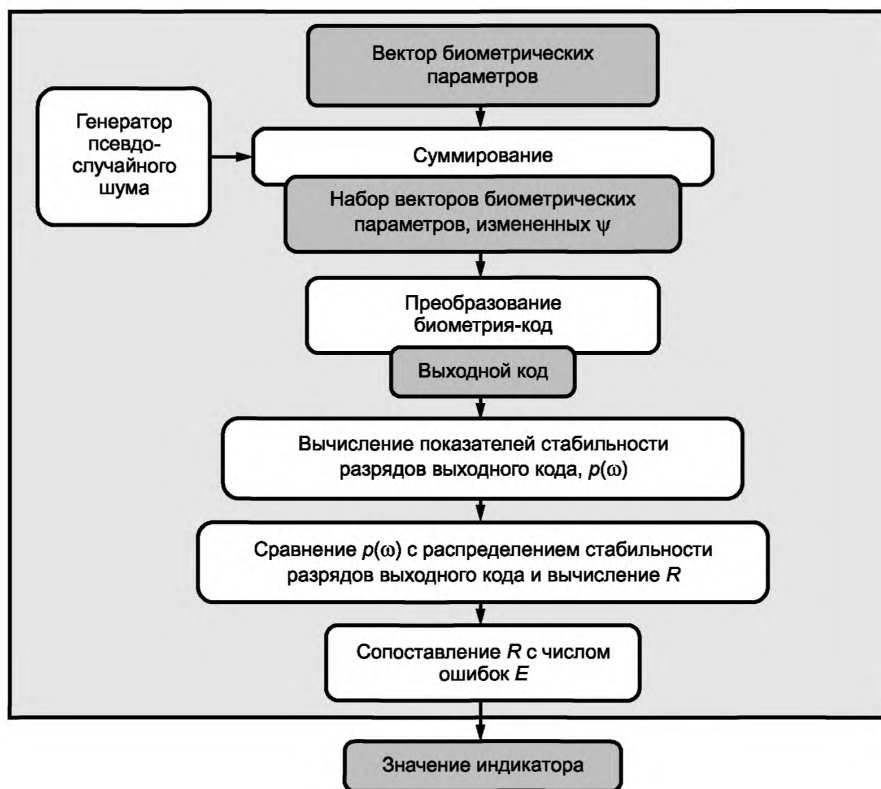 Вектор биометрических
параметров
Генератор
псевдо-
случайного
шума
Суммирование
Набор векторов биометрических
параметров, измененных ψ
Преобразование
биометрия-код
Выходной код
Вычисление показателей стабильности
разрядов выходного кода, p(ω)
Сравнение p(ω) с распределением стабильности
разрядов выходного кода и вычисление R
Сопоставление R с числом
ошибок E
Значение индикатора